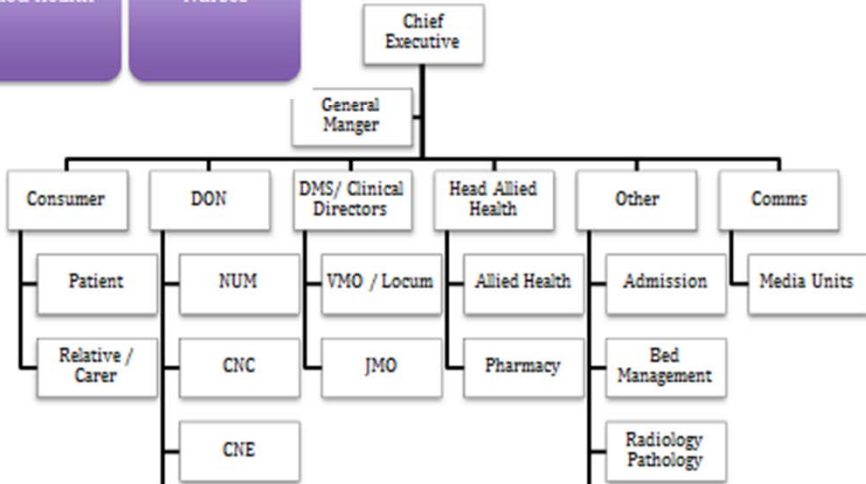 Chief
Executive
General
Manger
Consumer
DON
DMS/ Clinical
Directors
Head Allied
Health
Other
Comms
Patient
NUM
VMO / Locum
Allied Health
Admission
Media Units
Relative /
Carer
CNC
JMO
Pharmacy
Bed
Management
CNE
Radiology
Pathology